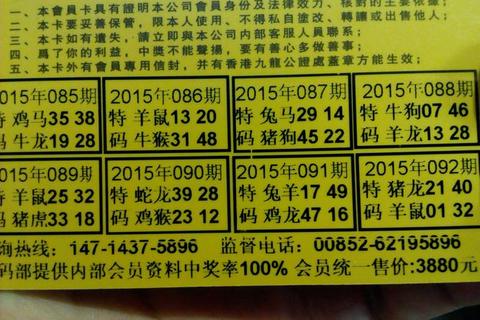 一、本會員卡具有證明本公司會員身份及法律效力、核對的主要依據;
二、本卡要妥善保管，限本人使用、不得私自塗改、轉讓或出售他人;
三、本卡如有遺失，請立即與本公司内部客服人員聯系;
四、爲了你的利益，中獎不能聲揚，要有善心多做善事;
五、本卡外有會員專用信封，并有香港九龍公證處蓋章方能生效;
015年085期 2015年086期 2015年087期 2015年088期
特 鸡马35 38 特 羊鼠13 20 特 兔马29 14 特 牛狗07 46
码 牛龙19 28 码 牛猴31 48 码 猪狗45 22 码 羊龙13 28
015年089期 2015年090期 2015年091期 2015年092期
特 羊鼠25 32 特 蛇龙39 28 特 兔羊17 49 特 猪龙21 40
码 猪虎33 18 码 鸡猴23 12 码 鸡龙47 16 码 羊鼠01 32
询热线: 147-1437-5896 监督电话: 00852-62195896
码部提供内部会员资料中奖率100% 会员统一售价:3880元